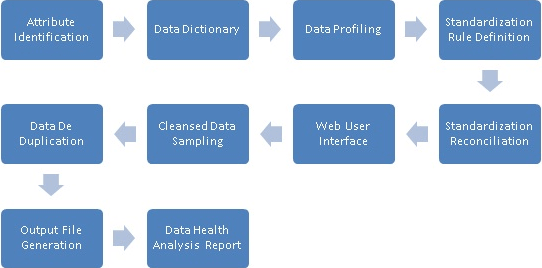 Attribute
Identification
Data Dictionary
Data Profiling
Standardization
Rule Definition
Standardization
Reconciliation
Web User
Interface
Cleansed Data
Sampling
Data De
Duplication
Output File
Generation
Data Health
Analysis Report